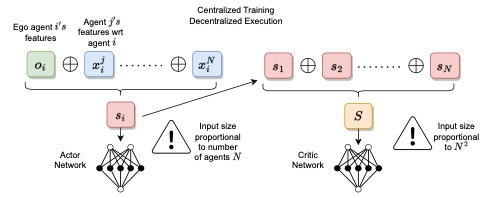 Centralized Training
Decentralized Execution
Ego agent i's
features
Agent j's
features wrt
agent i
o_i ⊕ x_i^j ........ ⊕ x_i^N
s_1 ⊕ s_2 ........ ⊕ s_N
s_i
S
Actor
Network
Input size
proportional
to number
of agents N
Critic
Network
Input size
proportional
to N^2